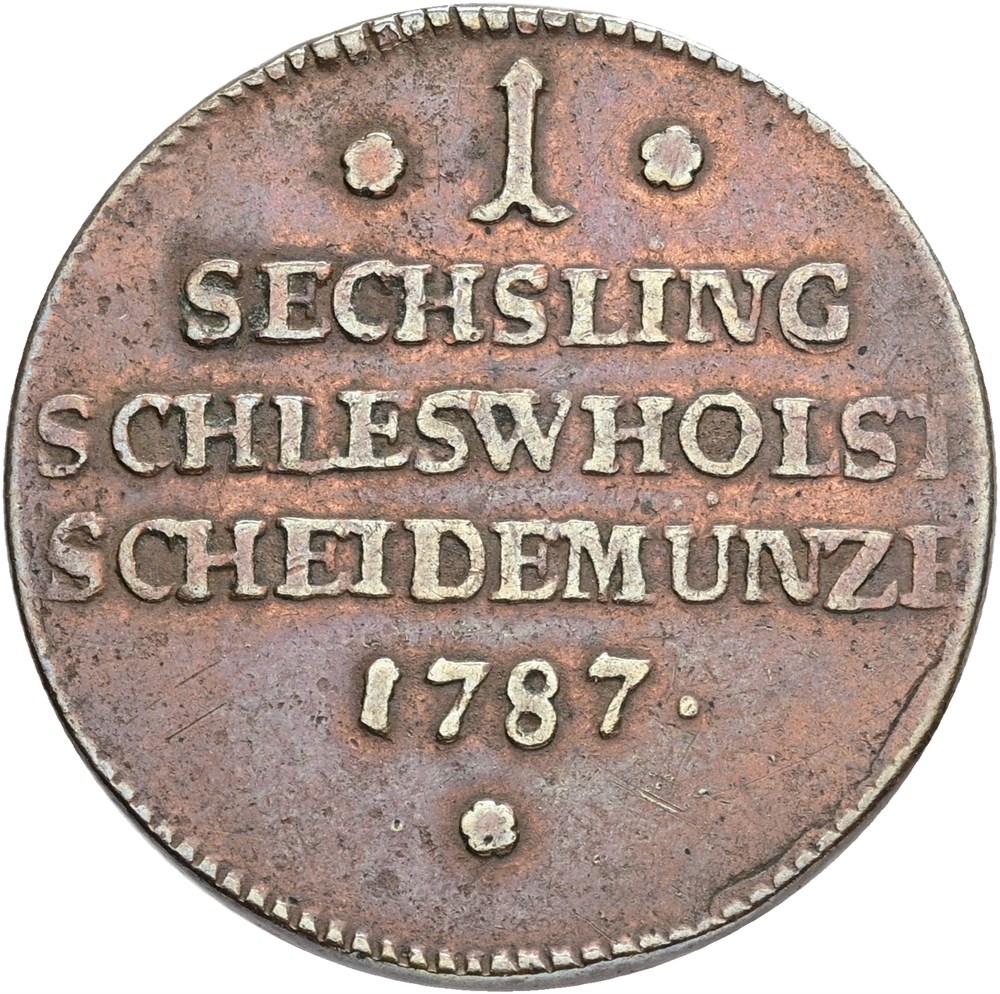 1
SECHSLING
SCHLESWHOLST
SCHEIDEMUNZE
1787.